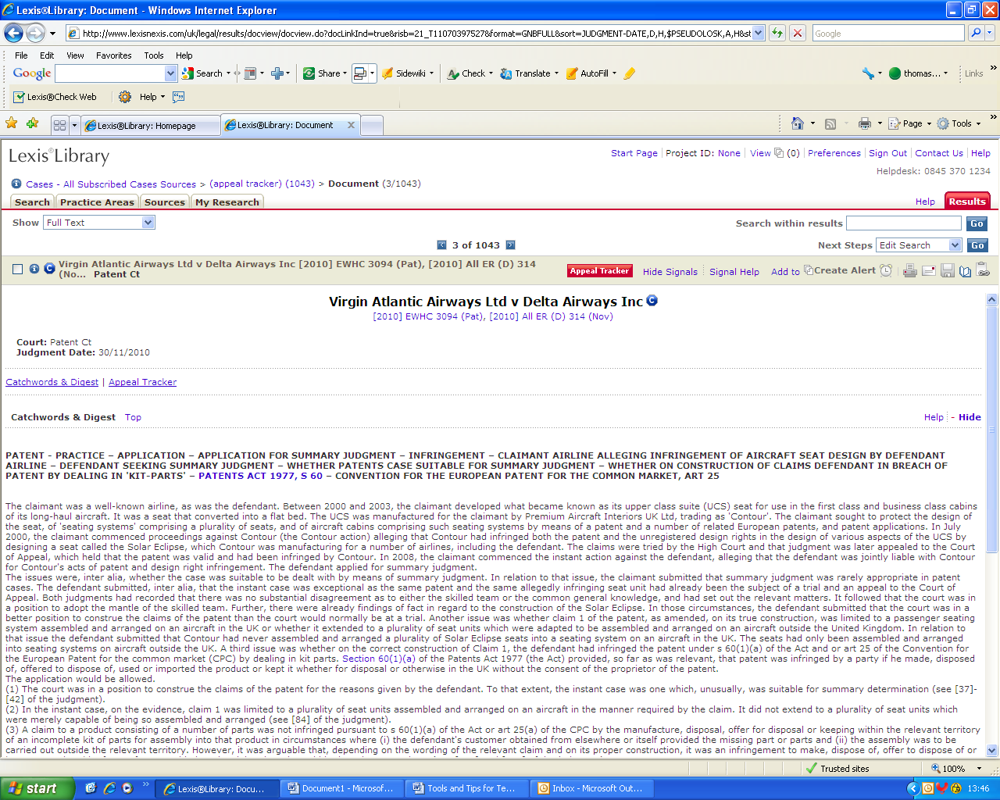 Lexis®Library: Document - Windows Internet Explorer
http://www.lexisnexis.com/uk/legal/results/docview/docview.do?docLinkInd=true&risb=21_T11070397527&format=GNBFULL&sort=JUDGMENT-DATE,D,H,$PSEUDOLOSK,A,H&st
Google
File Edit View Favorites Tools Help
Google Search Share Sidewiki Check Translate AutoFill thomas... Links »
Lexis®Check Web Help
Lexis®Library: Homepage Lexis®Library: Document Page Tools »
Lexis®Library
Start Page Project ID: None View (0) Preferences Sign Out Contact Us Help
Helpdesk: 0845 370 1234
Cases - All Subscribed Cases Sources > (appeal tracker) (1043) > Document (3/1043)
Search Practice Areas Sources My Research Help Results
Show Full Text Search within results Go
3 of 1043 Next Steps Edit Search Go
Virgin Atlantic Airways Ltd v Delta Airways Inc [2010] EWHC 3094 (Pat), [2010] All ER (D) 314
(No... Patent Ct Appeal Tracker Hide Signals Signal Help Add to Create Alert
Virgin Atlantic Airways Ltd v Delta Airways Inc C
[2010] EWHC 3094 (Pat), [2010] All ER (D) 314 (Nov)
Court: Patent Ct
Judgment Date: 30/11/2010
Catchwords & Digest | Appeal Tracker
Catchwords & Digest Top Help - Hide
PATENT - PRACTICE – APPLICATION – APPLICATION FOR SUMMARY JUDGMENT – INFRINGEMENT – CLAIMANT AIRLINE ALLEGING INFRINGEMENT OF AIRCRAFT SEAT DESIGN BY DEFENDANT
AIRLINE – DEFENDANT SEEKING SUMMARY JUDGMENT – WHETHER PATENTS CASE SUITABLE FOR SUMMARY JUDGMENT – WHETHER ON CONSTRUCTION OF CLAIMS DEFENDANT IN BREACH OF
PATENT BY DEALING IN 'KIT-PARTS' – PATENTS ACT 1977, S 60 – CONVENTION FOR THE EUROPEAN PATENT FOR THE COMMON MARKET, ART 25
The claimant was a well-known airline, as was the defendant. Between 2000 and 2003, the claimant developed what became known as its upper class suite (UCS) seat for use in the first class and business class cabins
of its long-haul aircraft. It was a seat that converted into a flat bed. The UCS was manufactured for the claimant by Premium Aircraft Interiors UK Ltd, trading as 'Contour'. The claimant sought to protect the design of
the seat, of 'seating systems' comprising a plurality of seats, and of aircraft cabins comprising such seating systems by means of a patent and a number of related European patents, and patent applications. In July
2000, the claimant commenced proceedings against Contour (the Contour action) alleging that Contour had infringed both the patent and the unregistered design rights in the design of various aspects of the UCS by
designing a seat called the Solar Eclipse, which Contour was manufacturing for a number of airlines, including the defendant. The claims were tried by the High Court and that judgment was later appealed to the Court
of Appeal, which held that the patent was valid and had been infringed by Contour. In 2008, the claimant commenced the instant action against the defendant, alleging that the defendant was jointly liable with Contour
for Contour's acts of patent and design right infringement. The defendant applied for summary judgment.
The issues were, inter alia, whether the case was suitable to be dealt with by means of summary judgment. In relation to that issue, the claimant submitted that summary judgment was rarely appropriate in patent
cases. The defendant submitted, inter alia, that the instant case was exceptional as the same patent and the same allegedly infringing seat unit had already been the subject of a trial and an appeal to the Court of
Appeal. Both judgments had recorded that there was no substantial disagreement as to either the skilled team or the common general knowledge, and had set out the relevant matters. It followed that the court was in
a position to adopt the mantle of the skilled team. Further, there were already findings of fact in regard to the construction of the Solar Eclipse. In those circumstances, the defendant submitted that the court was in a
better position to construe the claims of the patent than the court would normally be at a trial. Another issue was whether claim 1 of the patent, as amended, on its true construction, was limited to a passenger seating
system assembled and arranged on an aircraft in the UK or whether it extended to a plurality of seat units which were adapted to be assembled and arranged on an aircraft outside the United Kingdom. In relation to
that issue the defendant submitted that Contour had never assembled and arranged a plurality of Solar Eclipse seats into a seating system on an aircraft in the UK. The seats had only been assembled and arranged
into seating systems on aircraft outside the UK. A third issue was whether on the correct construction of Claim 1, the defendant had infringed the patent under s 60(1)(a) of the Act and or art 25 of the Convention for
the European Patent for the common market (CPC) by dealing in kit parts. Section 60(1)(a) of the Patents Act 1977 (the Act) provided, so far as was relevant, that patent was infringed by a party if he made, disposed
of, offered to dispose of, used or imported the product or kept it whether for disposal or otherwise in the UK without the consent of the proprietor of the patent.
The application would be allowed.
(1) The court was in a position to construe the claims of the patent for the reasons given by the defendant. To that extent, the instant case was one which, unusually, was suitable for summary determination (see [37]-
[42] of the judgment).
(2) In the instant case, on the evidence, claim 1 was limited to a plurality of seat units assembled and arranged on an aircraft in the manner required by the claim. It did not extend to a plurality of seat units which
were merely capable of being so assembled and arranged (see [84] of the judgment).
(3) A claim to a product consisting of a number of parts was not infringed pursuant to s 60(1)(a) of the Act or art 25(a) of the CPC by the manufacture, disposal, offer for disposal or keeping within the relevant territory
of an incomplete kit of parts for assembly into that product in circumstances where (i) the defendant's customer obtained from elsewhere or itself provided the missing part or parts and (ii) the assembly was to be
carried out outside the relevant territory. However, it was arguable that, depending on the wording of the relevant claim and on its proper construction, it was an infringement to make, dispose of, offer to dispose of or
Trusted sites 100%
start » Lexis®Library: Docu... Document1 - Microsof... Tools and Tips for Te... Inbox - Microsoft Out... 13:46